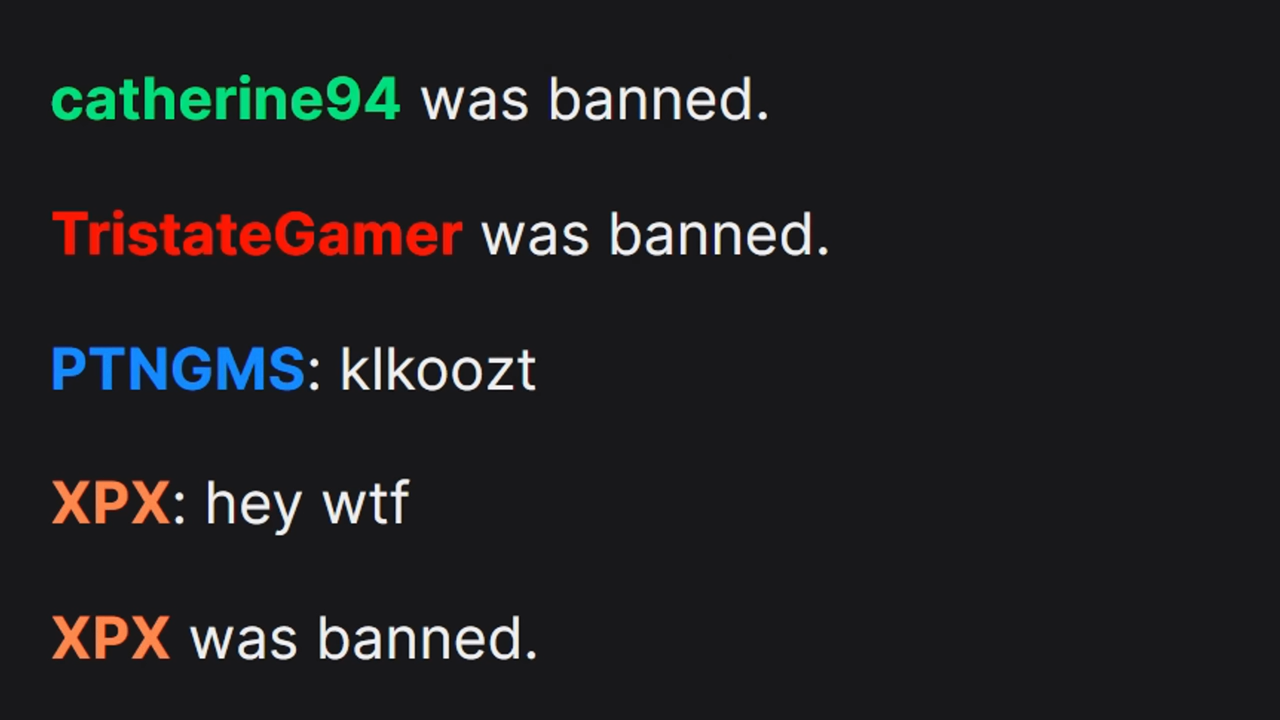 catherine94 was banned.
TristateGamer was banned.
PTNGMS: klkoozt
XPX: hey wtf
XPX was banned.